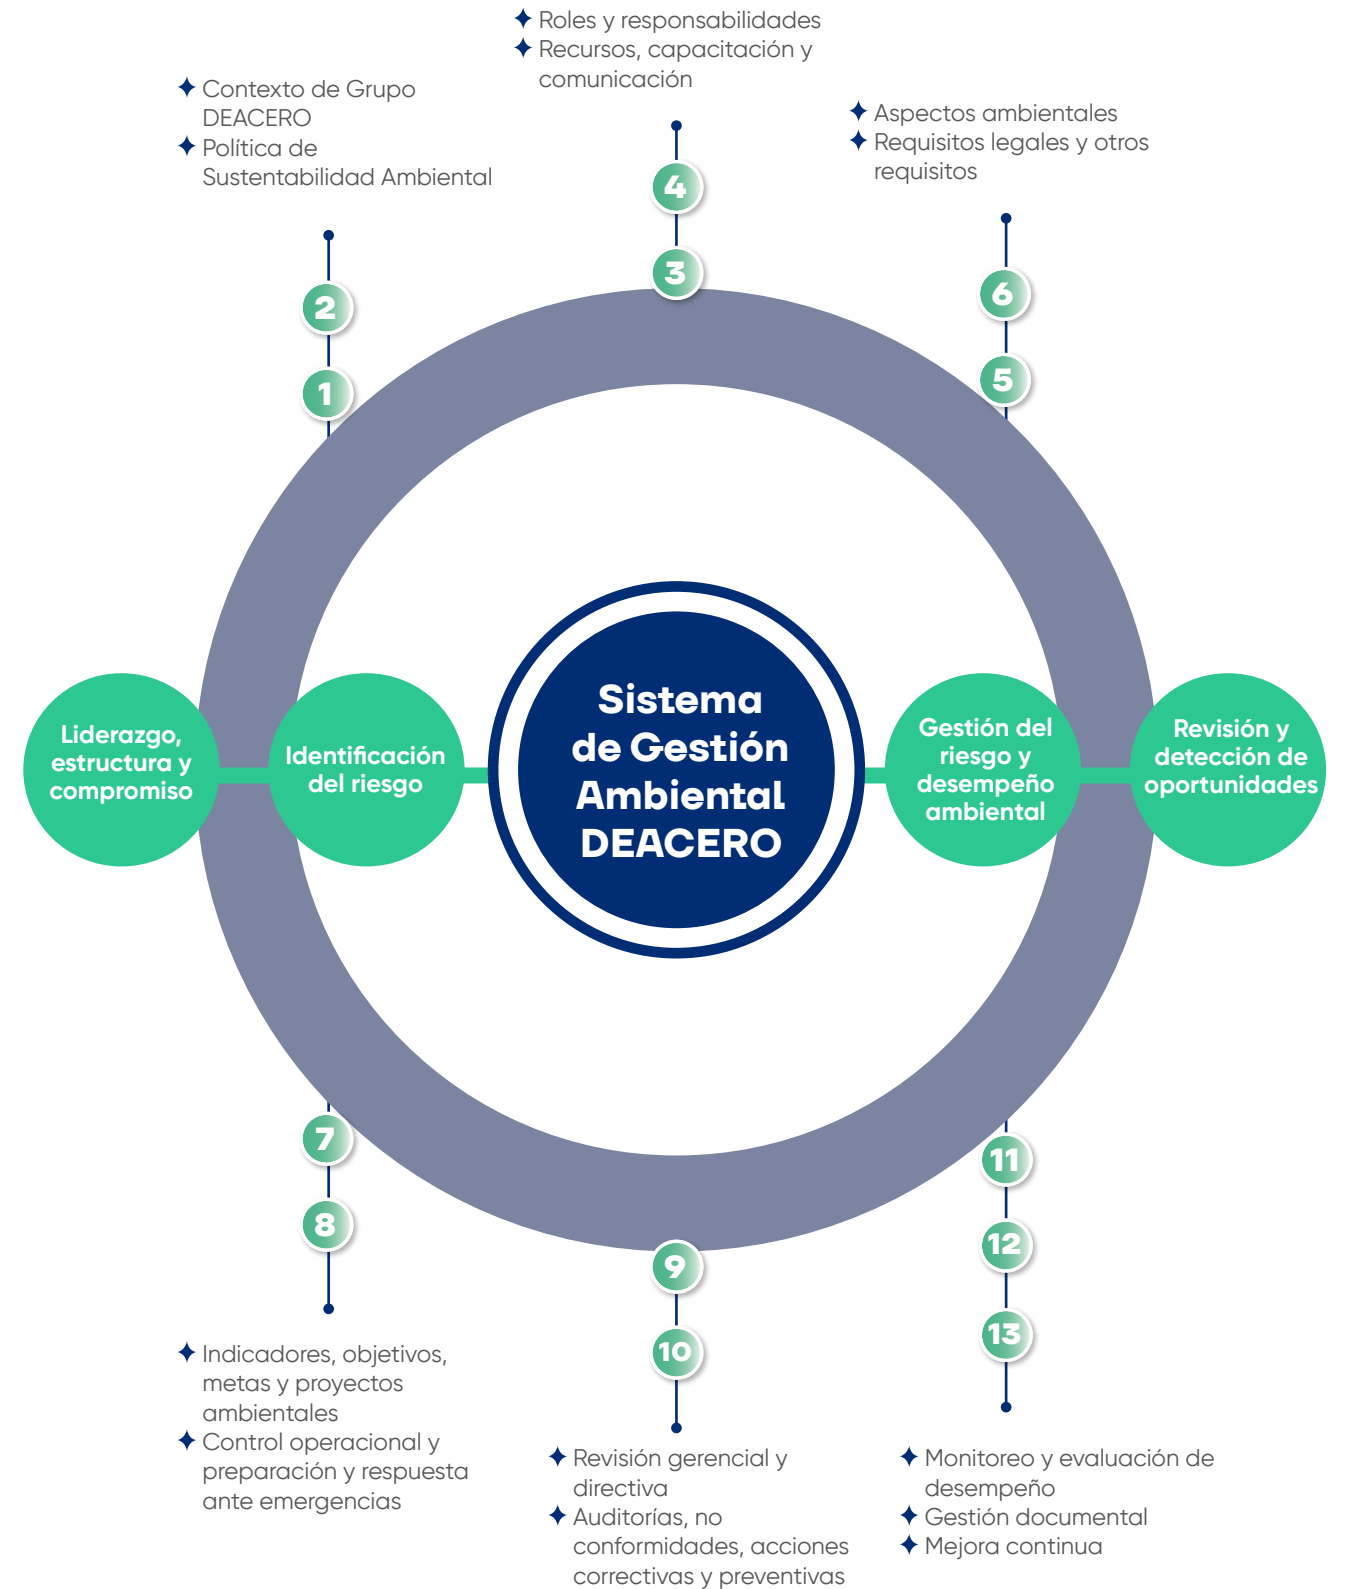 Roles y responsabilidades
Recursos, capacitación y
comunicación
Contexto de Grupo
DEACERO
Política de
Sustentabilidad Ambiental
Aspectos ambientales
Requisitos legales y otros
requisitos
4
3
2
1
6
5
Liderazgo,
estructura y
compromiso
Identificación
del riesgo
Sistema
de Gestión
Ambiental
DEACERO
Gestión del
riesgo y
desempeño
ambiental
Revisión y
detección de
oportunidades
7
8
9
10
11
12
13
Indicadores, objetivos,
metas y proyectos
ambientales
Control operacional y
preparación y respuesta
ante emergencias
Revisión gerencial y
directiva
Auditorías, no
conformidades, acciones
correctivas y preventivas
Monitoreo y evaluación de
desempeño
Gestión documental
Mejora continua